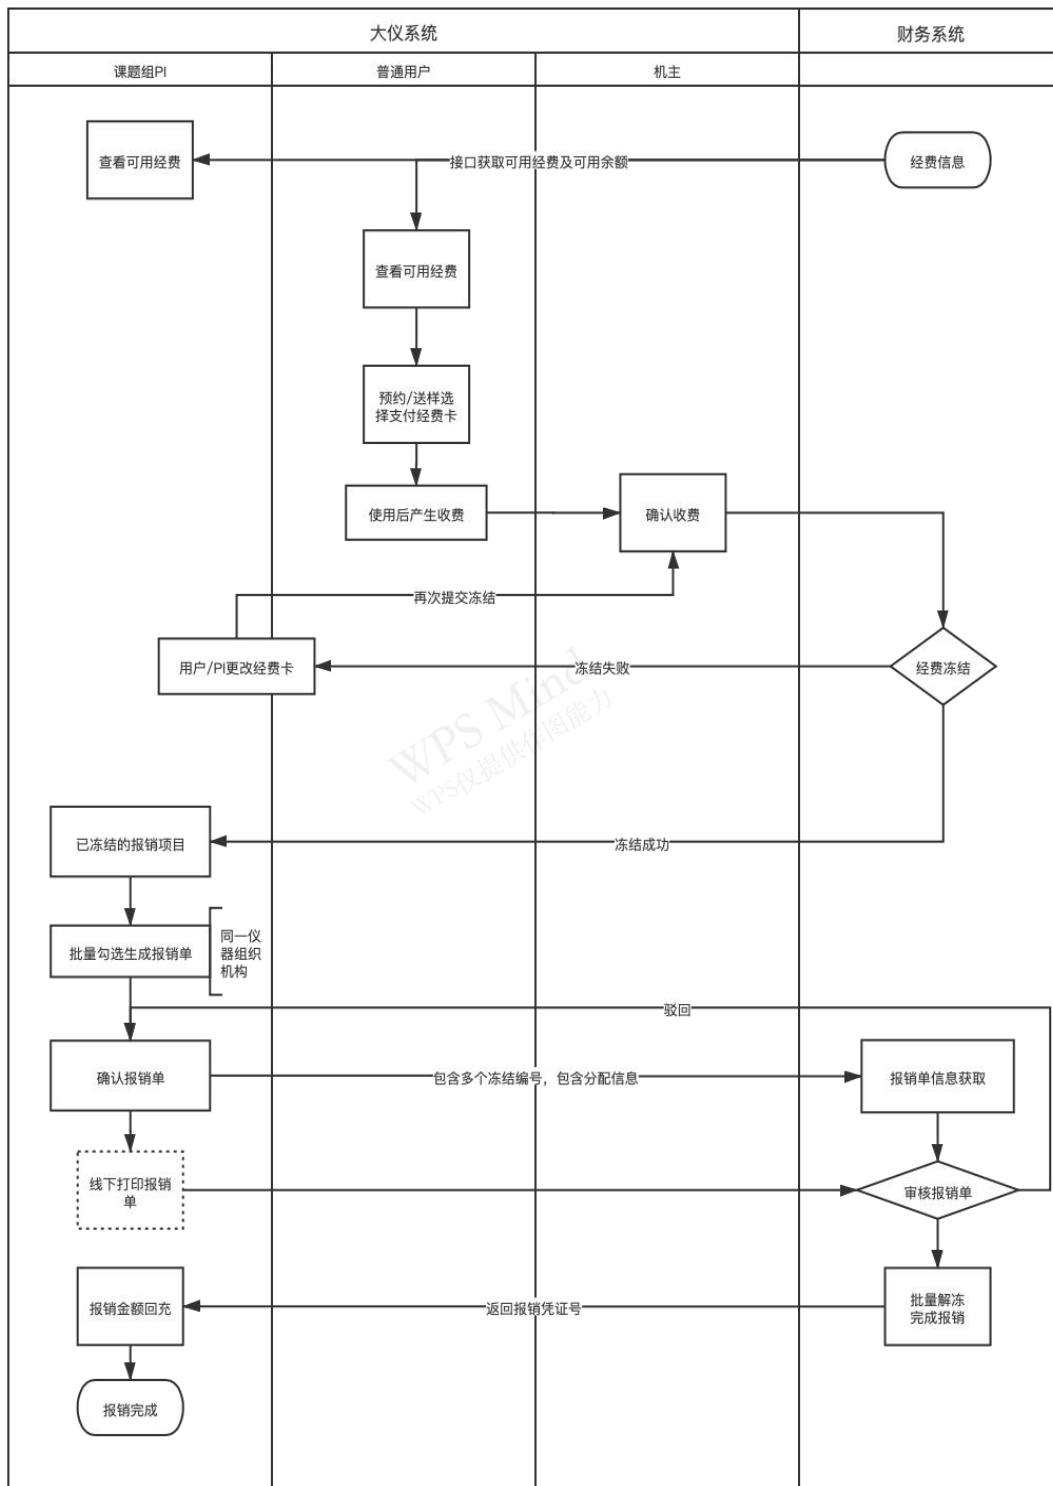 大仪系统
财务系统
课题组PI
普通用户
机主
查看可用经费
接口获取可用经费及可用余额
经费信息
查看可用经费
预约/送样选
择支付经费卡
使用后产生收费
确认收费
再次提交冻结
用户/PI更改经费卡
冻结失败
经费冻结
WPS Mind
WPS仅提供作图能力
已冻结的报销项目
冻结成功
批量勾选生成报销单
同一仪
器组织
机构
驳回
确认报销单
包含多个冻结编号，包含分配信息
报销单信息获取
线下打印报销
单
审核报销单
报销金额回充
返回报销凭证号
批量解冻
完成报销
报销完成